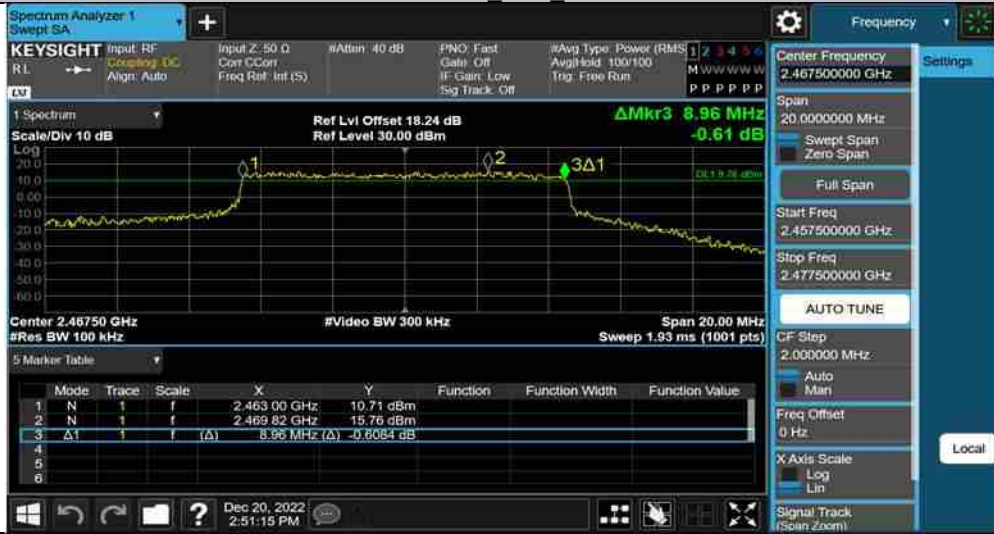 Spectrum Analyzer 1
Swept SA
+
Frequency
KEYSIGHT
RL
Input: RF
Coupling: DC
Align: Auto
Input Z: 50 Ω
Corr CCorr
Freq Ref: Int (S)
#Atten: 40 dB
PNO: Fast
Gate: Off
IF Gain: Low
Sig Track: Off
#Avg Type: Power (RMS
Avg|Hold: 100/100
Trig: Free Run
1 2 3 4 5 6
M W W W W W
P P P P P P
LU
1 Spectrum
Scale/Div 10 dB
Ref Lvl Offset 18.24 dB
Ref Level 30.00 dBm
ΔMkr3 8.96 MHz
-0.61 dB
Log
20.0
10.0
0.00
-10.0
-20.0
-30.0
-40.0
-50.0
-60.0
1
2
3Δ1
DL1 9.76 dBm
Center 2.46750 GHz
#Res BW 100 kHz
#Video BW 300 kHz
Span 20.00 MHz
Sweep 1.93 ms (1001 pts)
5 Marker Table
Mode Trace Scale X Y Function Function Width Function Value
1 N 1 f 2.463 00 GHz 10.71 dBm
2 N 1 f 2.469 82 GHz 15.76 dBm
3 Δ1 1 f (Δ) 8.96 MHz (Δ) -0.6084 dB
4
5
6
?
Dec 20, 2022
2:51:15 PM
Center Frequency
2.467500000 GHz
Span
20.0000000 MHz
Swept Span
Zero Span
Full Span
Start Freq
2.457500000 GHz
Stop Freq
2.477500000 GHz
AUTO TUNE
CF Step
2.000000 MHz
Auto
Man
Freq Offset
0 Hz
X Axis Scale
Log
Lin
Signal Track
(Span Zoom)
Settings
Local